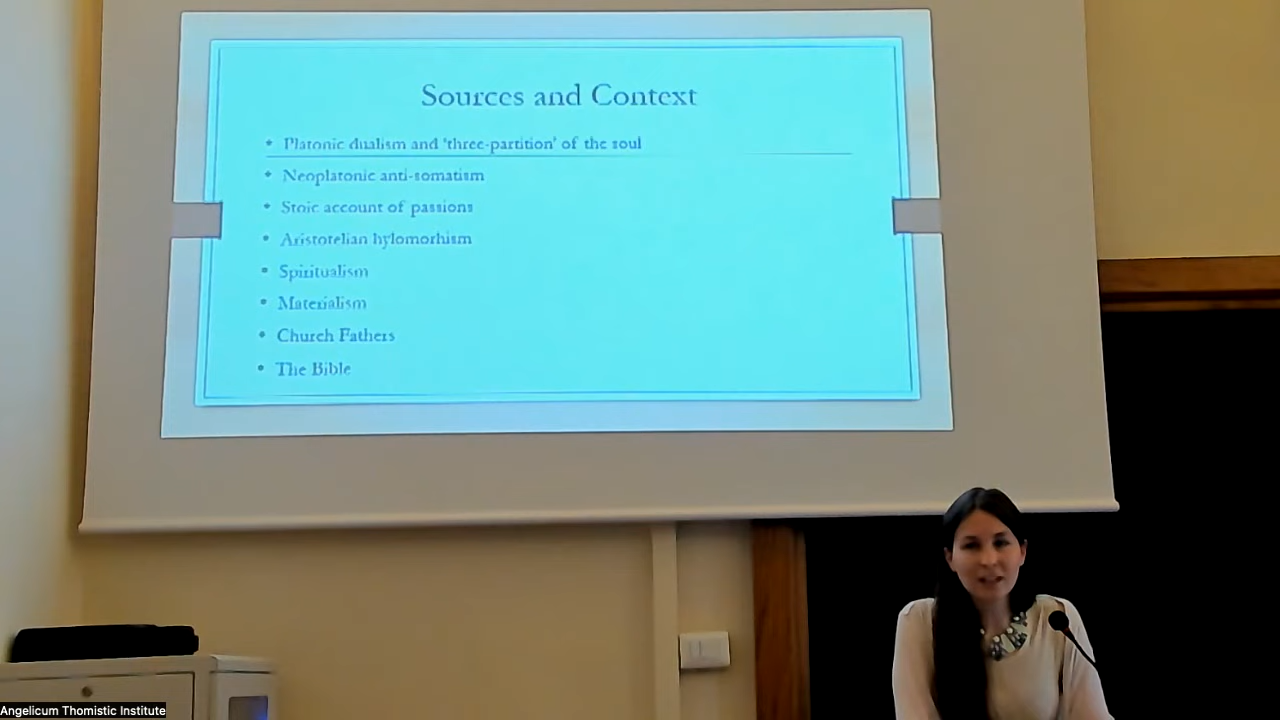 Sources and Context
• Platonic dualism and 'three-partition' of the soul
• Neoplatonic anti-somatism
• Stoic account of passions
• Aristotelian hylomorhism
• Spiritualism
• Materialism
• Church Fathers
• The Bible
Angelicum Thomistic Institute